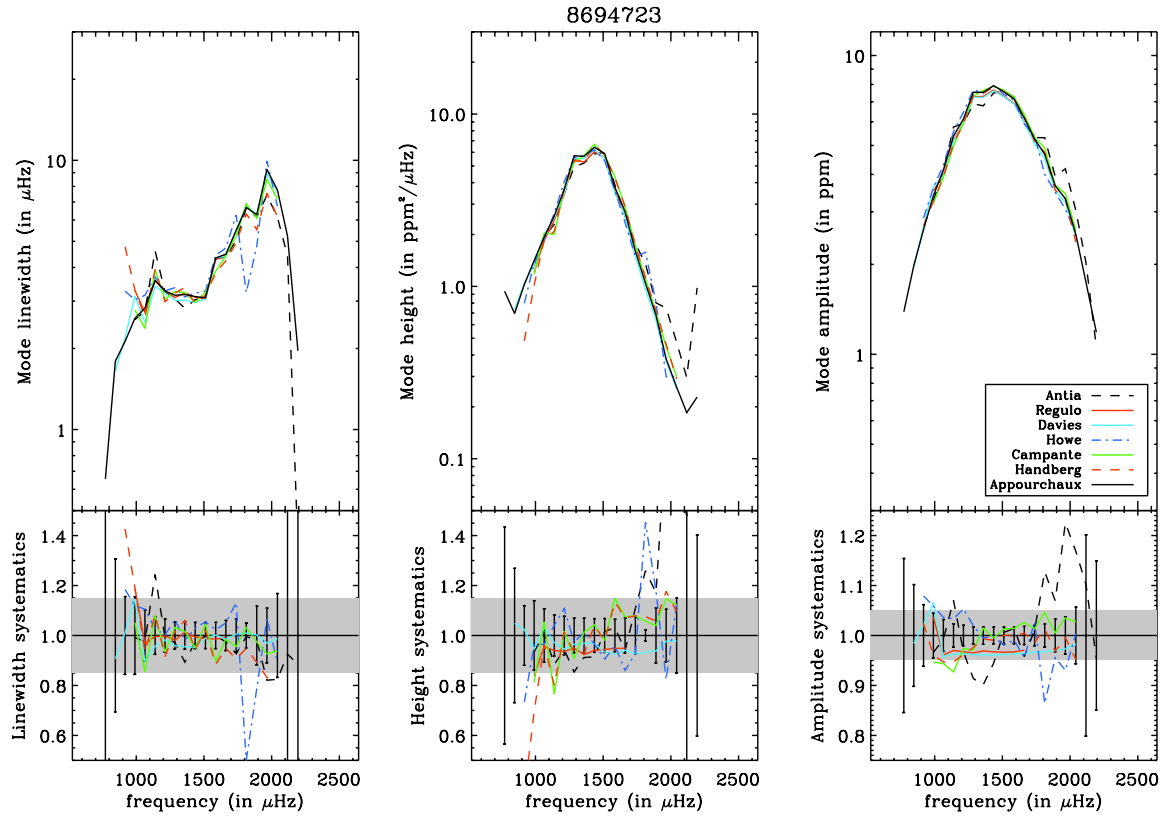 8694723
Mode linewidth (in μHz)
10
1
Mode height (in ppm²/μHz)
10.0
1.0
0.1
Mode amplitude (in ppm)
10
1
Antia
Regulo
Davies
Howe
Campante
Handberg
Appourchaux
Linewidth systematics
1.4
1.2
1.0
0.8
0.6
1000 1500 2000 2500
frequency (in μHz)
Height systematics
1.4
1.2
1.0
0.8
0.6
1000 1500 2000 2500
frequency (in μHz)
Amplitude systematics
1.2
1.1
1.0
0.9
0.8
1000 1500 2000 2500
frequency (in μHz)